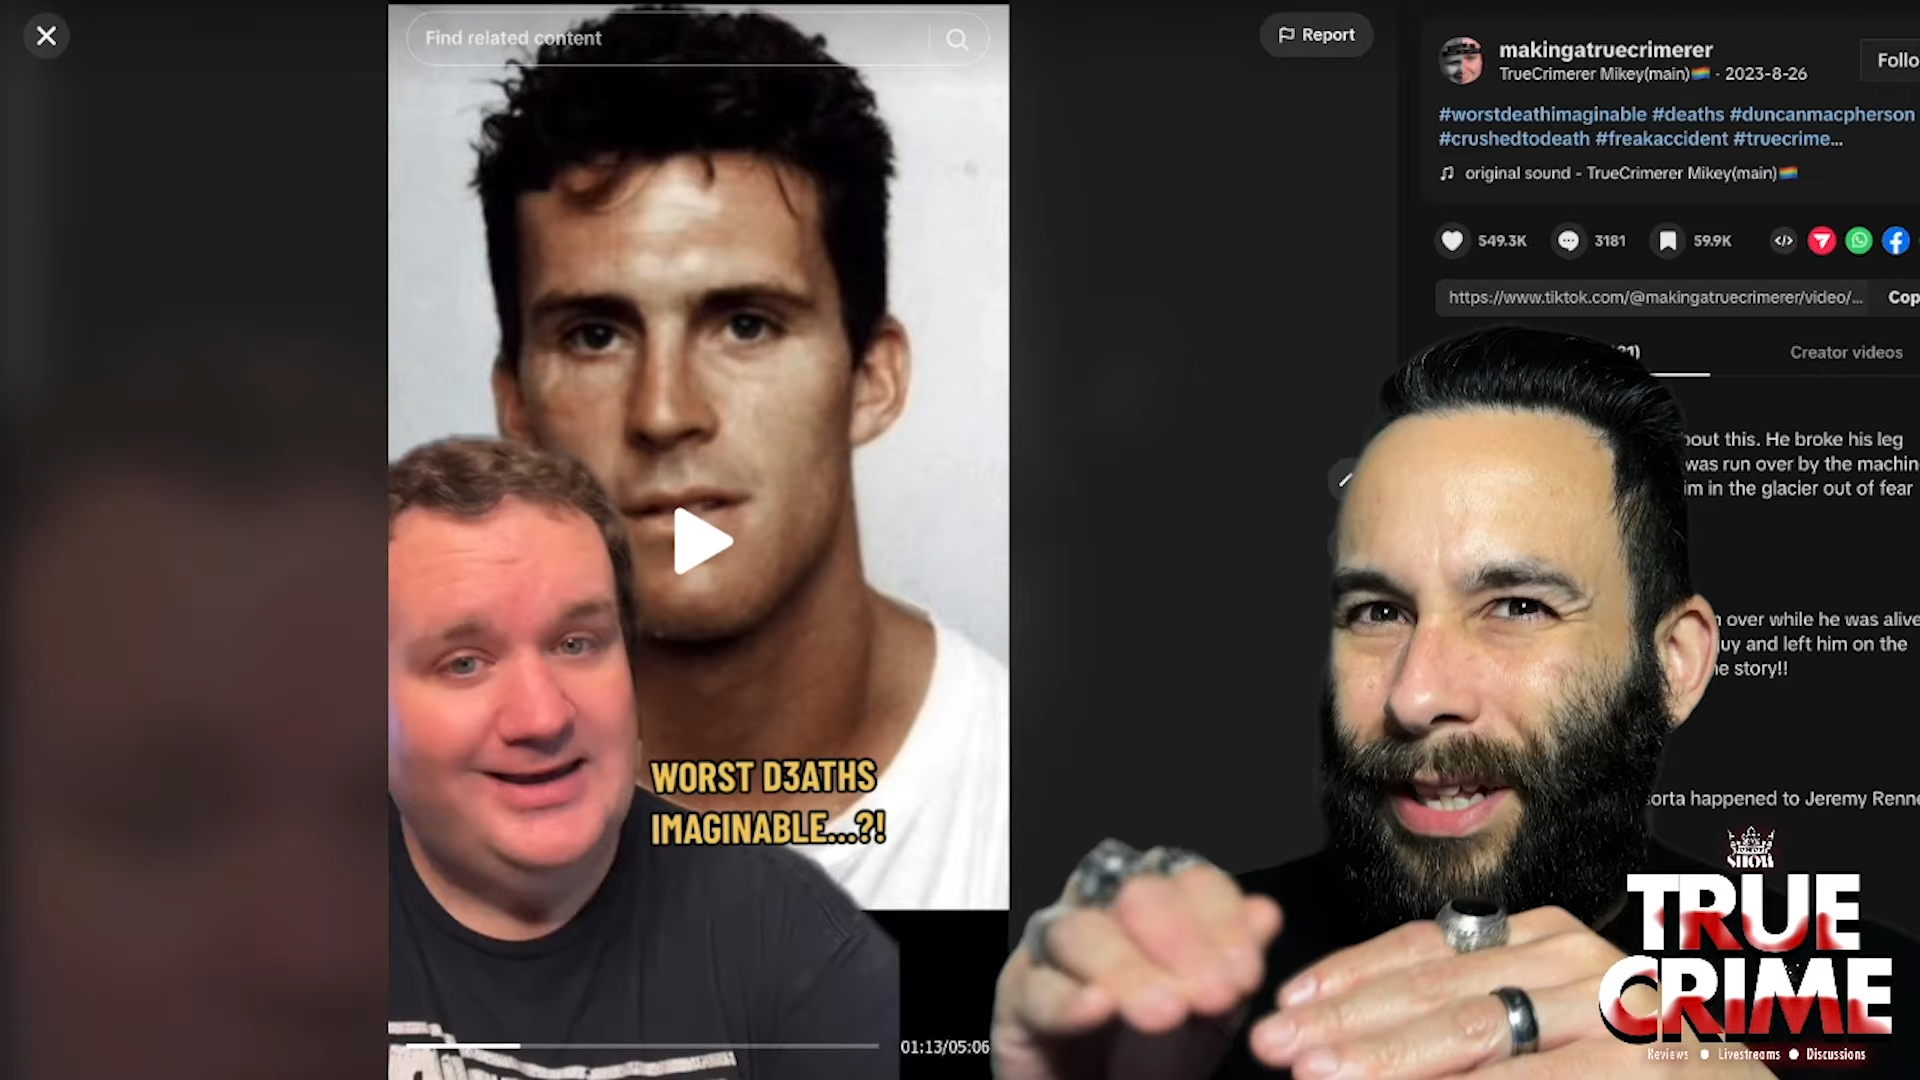 Find related content
Report
makingatruecrimerer
TrueCrimerer Mikey(main)🏳️‍🌈 · 2023-8-26
Follo
#worstdeathimaginable #deaths #duncanmacpherson
#crushedtodeath #freakaccident #truecrime...
original sound - TrueCrimerer Mikey(main)🏳️‍🌈
549.3K
3181
59.9K
https://www.tiktok.com/@makingatruecrimerer/video/...
Cop
Creator videos
bout this. He broke his leg
was run over by the machin
im in the glacier out of fear
n over while he was alive
uy and left him on the
e story!!
sorta happened to Jeremy Renne
WORST D3ATHS
IMAGINABLE...?!
01:13/05:06
SHOW
TRUE
CRIME
Reviews ● Livestreams ● Discussions